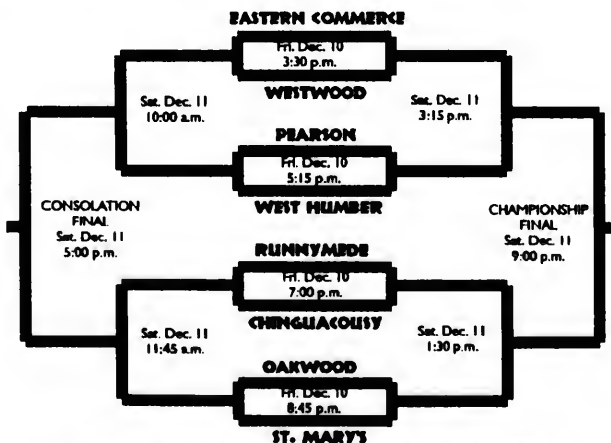 EASTERN COMMERCE
Fri. Dec. 10
3:30 p.m.
WESTWOOD
Sat. Dec. 11
10:00 a.m.
Sat. Dec. 11
3:15 p.m.
PEARSON
Fri. Dec. 10
5:15 p.m.
WEST HUMBER
CONSOLATION
FINAL
Sat. Dec. 11
5:00 p.m.
CHAMPIONSHIP
FINAL
Sat. Dec. 11
9:00 p.m.
RUNNYMEDE
Fri. Dec. 10
7:00 p.m.
CHINGUACOUSY
Sat. Dec. 11
11:45 a.m.
Sat. Dec. 11
1:30 p.m.
OAKWOOD
Fri. Dec. 10
8:45 p.m.
ST. MARY'S